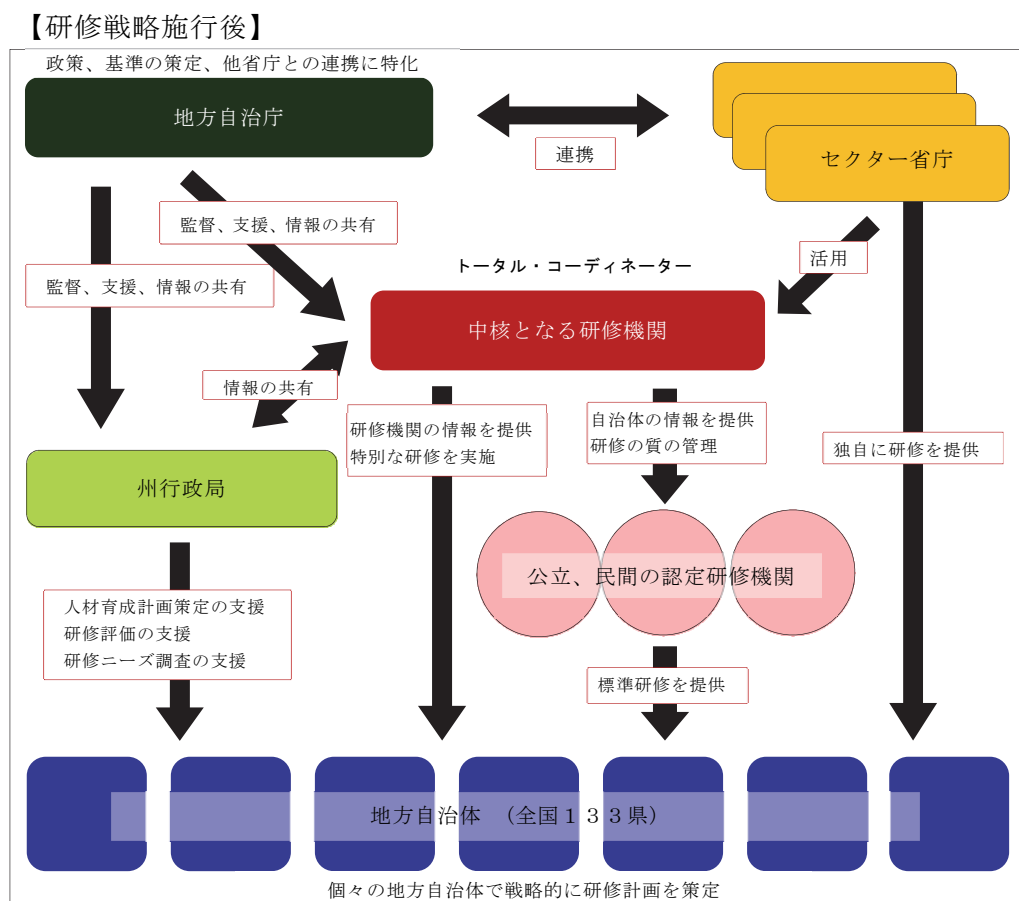 【研修戦略施行後】
政策、基準の策定、他省庁との連携に特化
地方自治庁
連携
セクター省庁
監督、支援、情報の共有
監督、支援、情報の共有
活用
トータル・コーディネーター
中核となる研修機関
情報の共有
研修機関の情報を提供
特別な研修を実施
自治体の情報を提供
研修の質の管理
独自に研修を提供
州行政局
公立、民間の認定研修機関
人材育成計画策定の支援
研修評価の支援
研修ニーズ調査の支援
標準研修を提供
地方自治体 （全国１３３県）
個々の地方自治体で戦略的に研修計画を策定